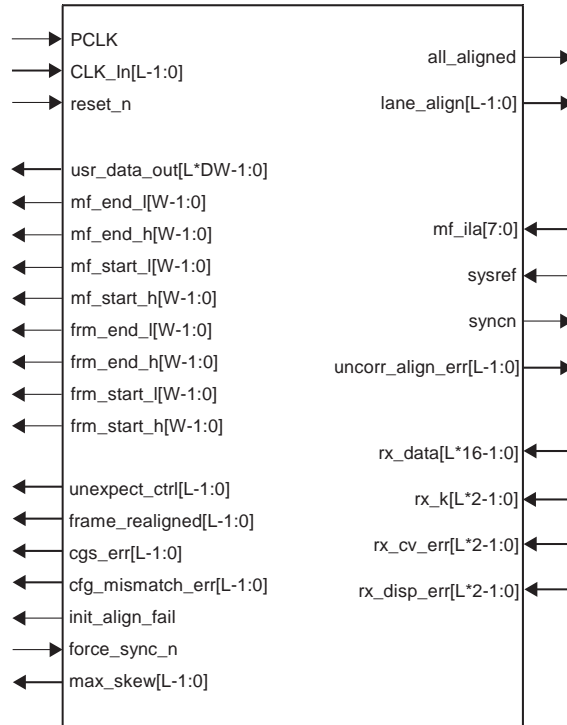 PCLK
CLK_In[L-1:0]
reset_n
usr_data_out[L*DW-1:0]
mf_end_l[W-1:0]
mf_end_h[W-1:0]
mf_start_l[W-1:0]
mf_start_h[W-1:0]
frm_end_l[W-1:0]
frm_end_h[W-1:0]
frm_start_l[W-1:0]
frm_start_h[W-1:0]
unexpect_ctrl[L-1:0]
frame_realigned[L-1:0]
cgs_err[L-1:0]
cfg_mismatch_err[L-1:0]
init_align_fail
force_sync_n
max_skew[L-1:0]
all_aligned
lane_align[L-1:0]
mf_ila[7:0]
sysref
syncn
uncorr_align_err[L-1:0]
rx_data[L*16-1:0]
rx_k[L*2-1:0]
rx_cv_err[L*2-1:0]
rx_disp_err[L*2-1:0]